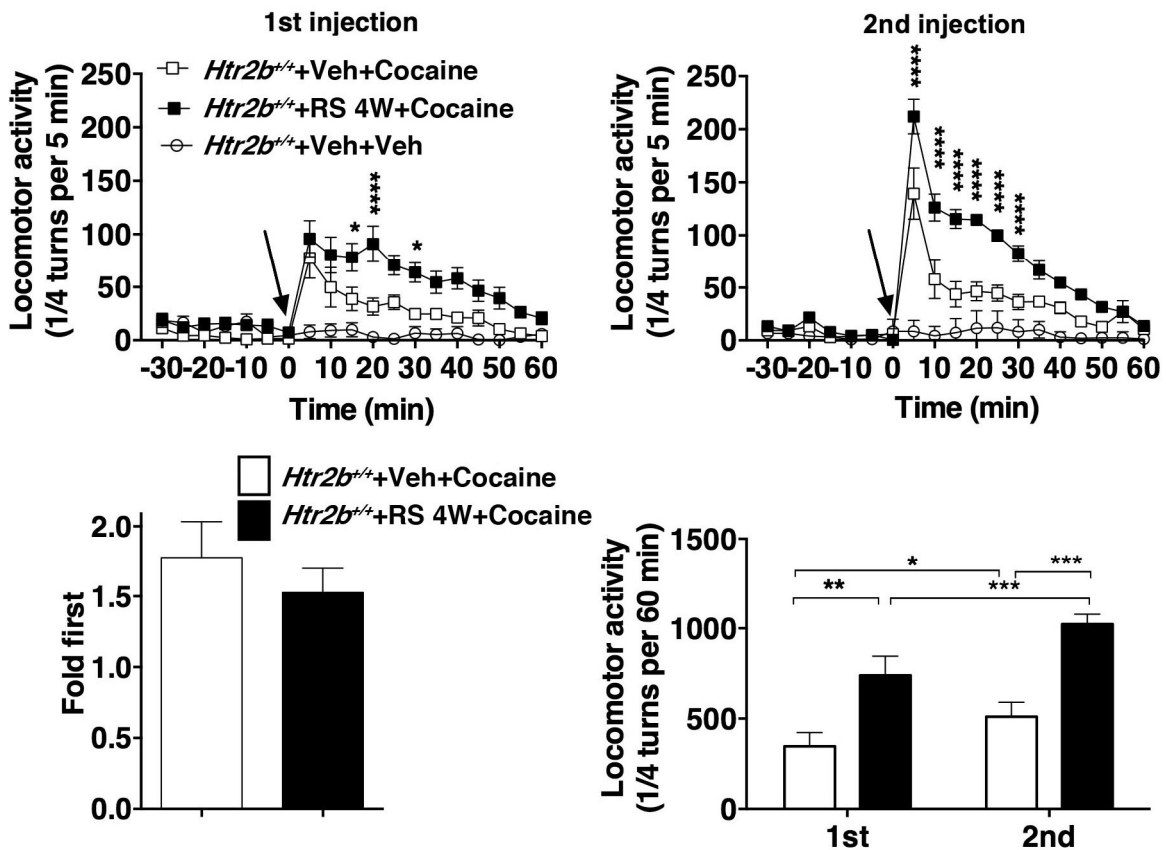 1st injection
Htr2b+/++Veh+Cocaine
Htr2b+/++RS 4W+Cocaine
Htr2b+/++Veh+Veh
Locomotor activity
(1/4 turns per 5 min)
250
200
150
100
50
0
* **** *
-30 -20 -10 0 10 20 30 40 50 60
Time (min)
2nd injection
Locomotor activity
(1/4 turns per 5 min)
250
200
150
100
50
0
**** **** **** **** **** ****
-30 -20 -10 0 10 20 30 40 50 60
Time (min)
Htr2b+/++Veh+Cocaine
Htr2b+/++RS 4W+Cocaine
Fold first
2.0
1.5
1.0
0.5
0.0
Locomotor activity
(1/4 turns per 60 min)
1500
1000
500
0
* ***
** ***
1st 2nd